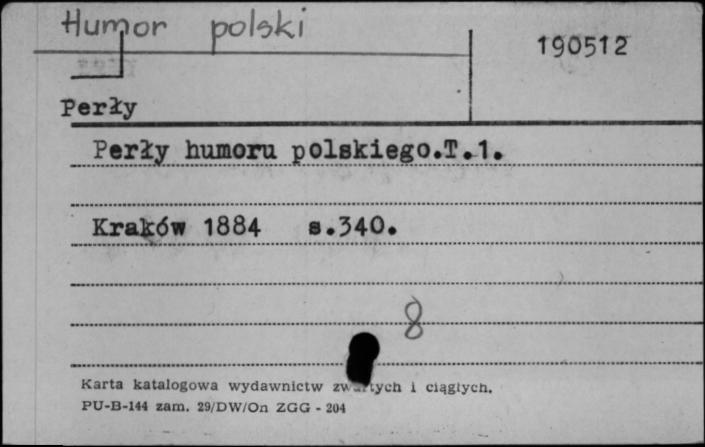 Humor polski
190512
Perły
Perły humoru polskiego.T.1.
Kraków 1884 s.340.
8
Karta katalogowa wydawnictw zwartych i ciągłych.
PU-B-144 zam. 29/DW/On ZGG - 204